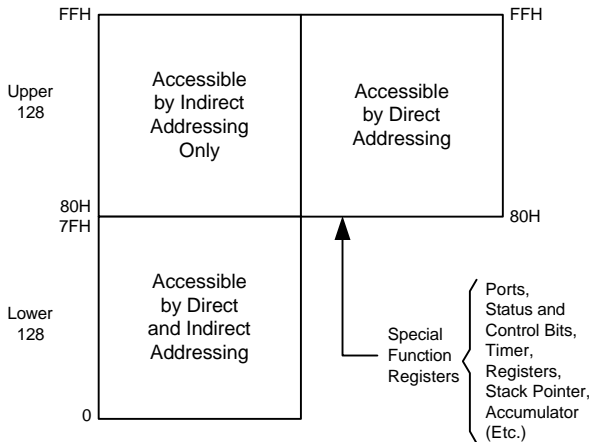 FFH
FFH
Upper
128
Accessible
by Indirect
Addressing
Only
Accessible
by Direct
Addressing
80H
7FH
80H
Lower
128
Accessible
by Direct
and Indirect
Addressing
0
Special
Function
Registers
Ports,
Status and
Control Bits,
Timer,
Registers,
Stack Pointer,
Accumulator
(Etc.)